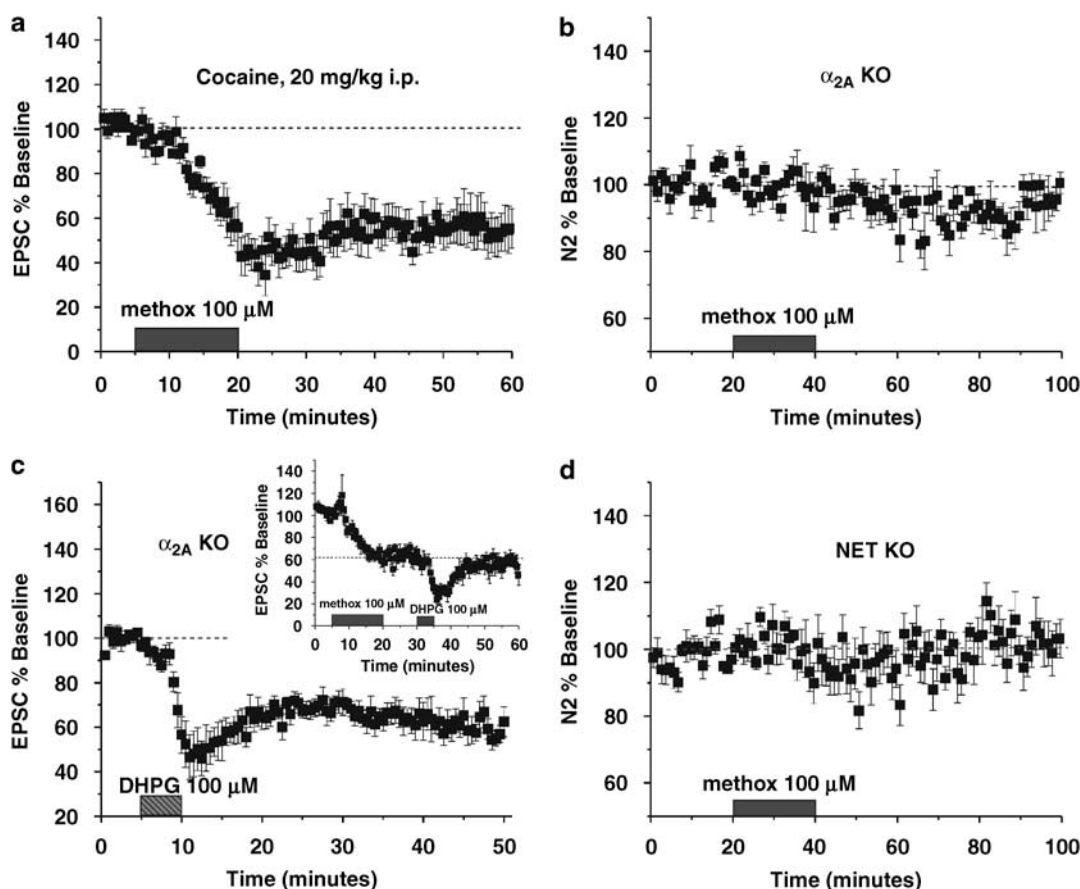 a
140
120
100
80
60
40
20
0
EPSC % Baseline
Cocaine, 20 mg/kg i.p.
methox 100 μM
0 10 20 30 40 50 60
Time (minutes)
b
140
120
100
80
60
N2 % Baseline
α2A KO
methox 100 μM
0 20 40 60 80 100
Time (minutes)
c
160
140
120
100
80
60
40
20
EPSC % Baseline
α2A KO
DHPG 100 μM
0 10 20 30 40 50
Time (minutes)
140
120
100
80
60
40
20
0
EPSC % Baseline
methox 100 μM
DHPG 100 μM
0 10 20 30 40 50 60
Time (minutes)
d
140
120
100
80
60
N2 % Baseline
NET KO
methox 100 μM
0 20 40 60 80 100
Time (minutes)